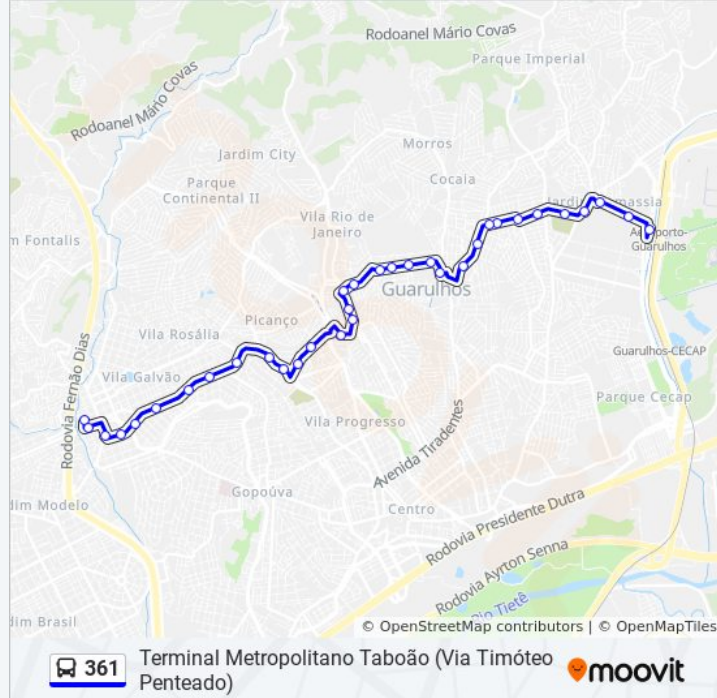 Rodoanel Mário Covas
Parque Imperial
Rodoanel Mário Covas
Morros
Jardim City
Cocaia
Parque
Continental II
Vila Rio de
Janeiro
Jardim
m Fontalis
Guarulhos
Guarulhos
Picanço
Vila Rosália
Guarulhos-CECAP
Vila Galvão
Parque Cecap
Rodovia Fernão Dias
Vila Progresso
Avenida Tiradentes
Gopoúva
Centro
dim Modelo
Rodovia Presidente Dutra
Rodovia Ayrton Senna
Rio Tietê
dim Brasil
© OpenStreetMap contributors | © OpenMapTiles
361
Terminal Metropolitano Taboão (Via Timóteo
Penteado)
moovit